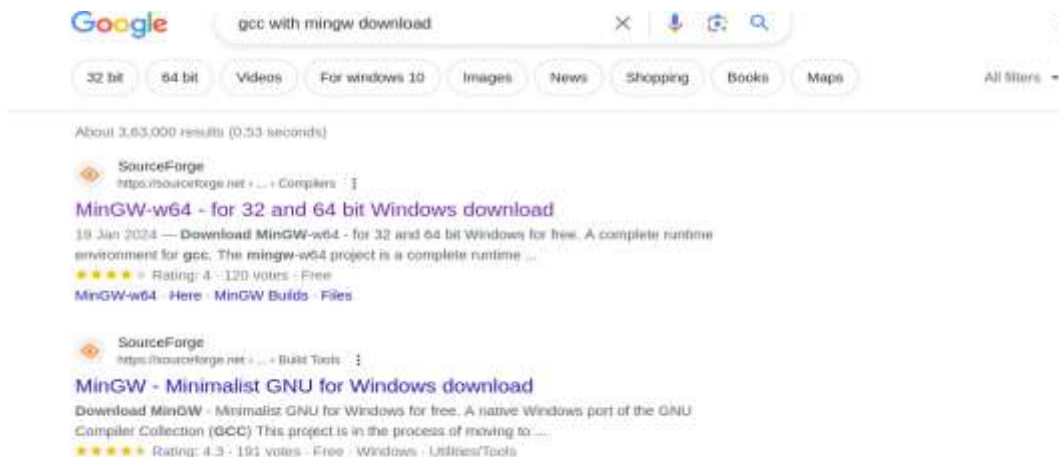 Google
gcc with mingw download
32 bit 64 bit Videos For windows 10 Images News Shopping Books Maps All filters
About 3,63,000 results (0.53 seconds)
SourceForge
https://sourceforge.net › ... › Compilers
MinGW-w64 - for 32 and 64 bit Windows download
19 Jan 2024 — Download MinGW-w64 - for 32 and 64 bit Windows for free. A complete runtime
environment for gcc. The mingw-w64 project is a complete runtime ...
Rating: 4 · 120 votes · Free
MinGW-w64 · Here · MinGW Builds · Files
SourceForge
https://sourceforge.net › ... › Build Tools
MinGW - Minimalist GNU for Windows download
Download MinGW - Minimalist GNU for Windows for free. A native Windows port of the GNU
Compiler Collection (GCC) This project is in the process of moving to ...
Rating: 4.3 · 191 votes · Free · Windows · Utilities/Tools